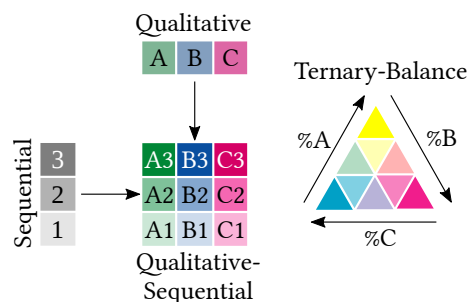 Qualitative
A B C
Ternary-Balance
%A
%B
%C
Sequential
3
2
1
A3 B3 C3
A2 B2 C2
A1 B1 C1
Qualitative-
Sequential